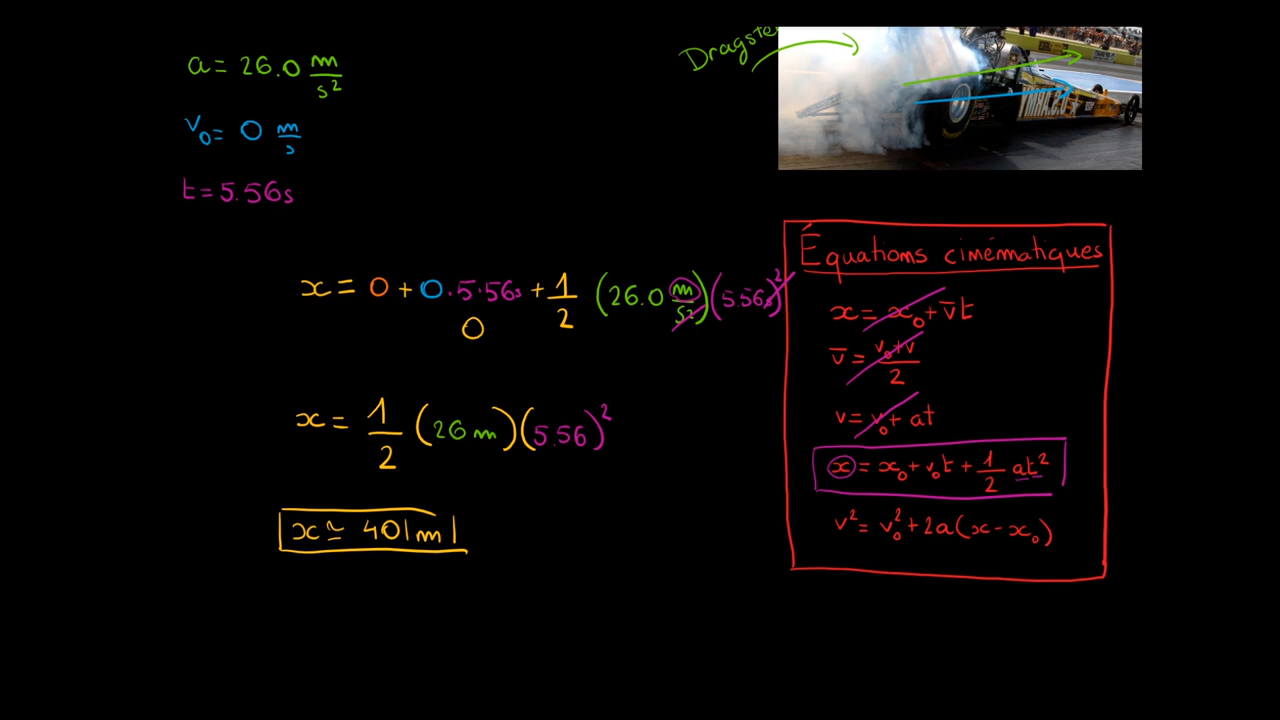 a = 26.0 m/s²
Dragster
v₀ = 0 m/s
t = 5.56s
Équations cinématiques
x = 0 + 0 . 5.56s + 1/2 (26.0 m/s²)(5.56s)²
0
x = x₀ + v̄t
v̄ = (v₀+v)/2
v = v₀ + at
x = 1/2 (26 m)(5.56)²
x = x₀ + v₀t + 1/2 at²
v² = v₀² + 2a(x - x₀)
x ≃ 401m